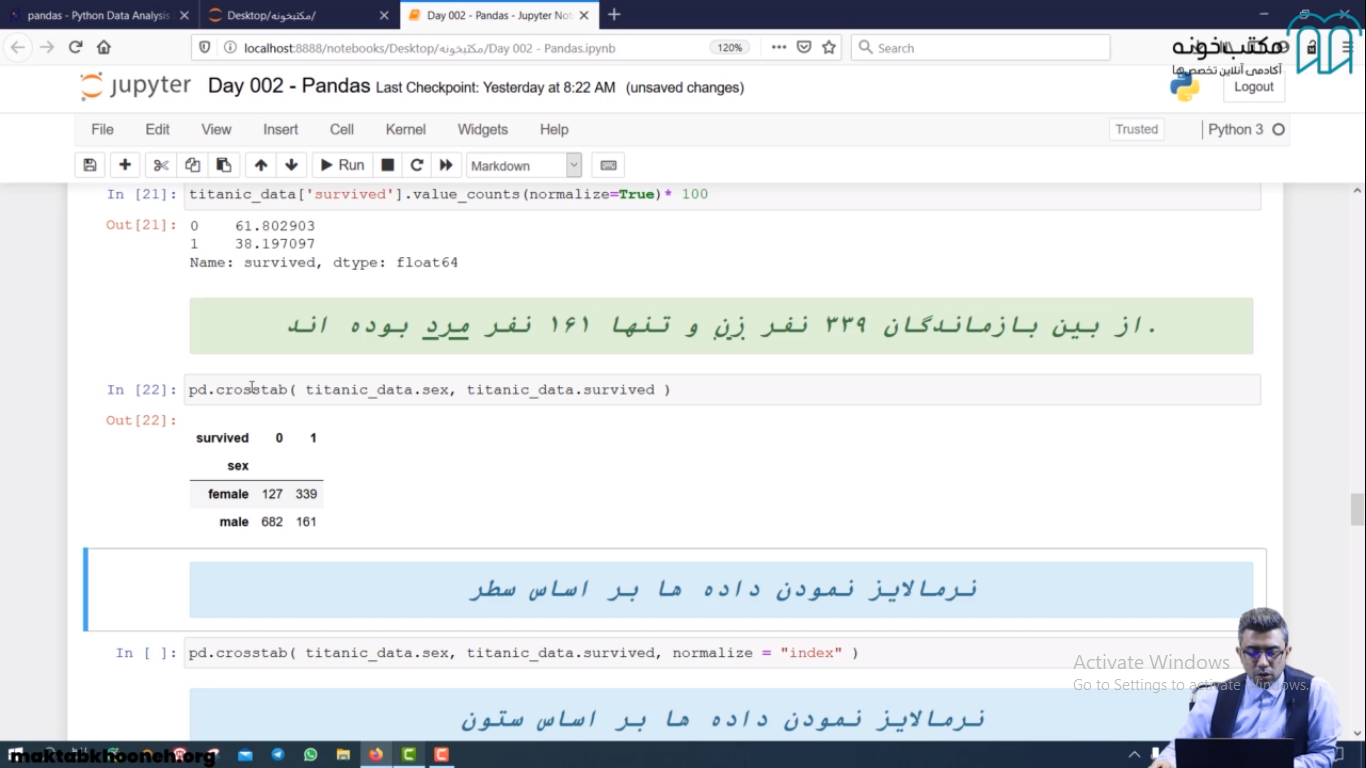 pandas - Python Data Analysis
Desktop/مکتبخونه/
Day 002 - Pandas - Jupyter Not
localhost:8888/notebooks/Desktop/مکتبخونه/Day 002 - Pandas.ipynb
120%
Search
مکتب‌خونه
آکادمی آنلاین تخصص‌ها
jupyter
Day 002 - Pandas Last Checkpoint: Yesterday at 8:22 AM (unsaved changes)
Logout
File Edit View Insert Cell Kernel Widgets Help
Trusted
Python 3
Run
Markdown
In [21]: titanic_data['survived'].value_counts(normalize=True)* 100
Out[21]: 0 61.802903
1 38.197097
Name: survived, dtype: float64
از بین بازماندگان ۳۳۹ نفر زن و تنها ۱۶۱ نفر مرد بوده اند.
In [22]: pd.crosstab( titanic_data.sex, titanic_data.survived )
Out[22]:
survived 0 1
sex
female 127 339
male 682 161
نرمالایز نمودن داده ها بر اساس سطر
In [ ]: pd.crosstab( titanic_data.sex, titanic_data.survived, normalize = "index" )
Activate Windows
Go to Settings to activate Windows.
نرمالایز نمودن داده ها بر اساس ستون
maktabkhooneh.org